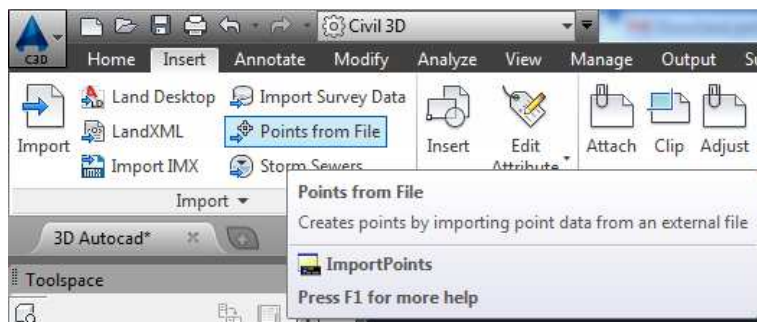 Civil 3D
C3D
Home Insert Annotate Modify Analyze View Manage Output
Land Desktop Import Survey Data
LandXML Points from File
Import Import IMX Storm Sewers Insert Edit Attribute Attach Clip Adjust
Import
Points from File
Creates points by importing point data from an external file
3D Autocad*
ImportPoints
Toolspace
Press F1 for more help